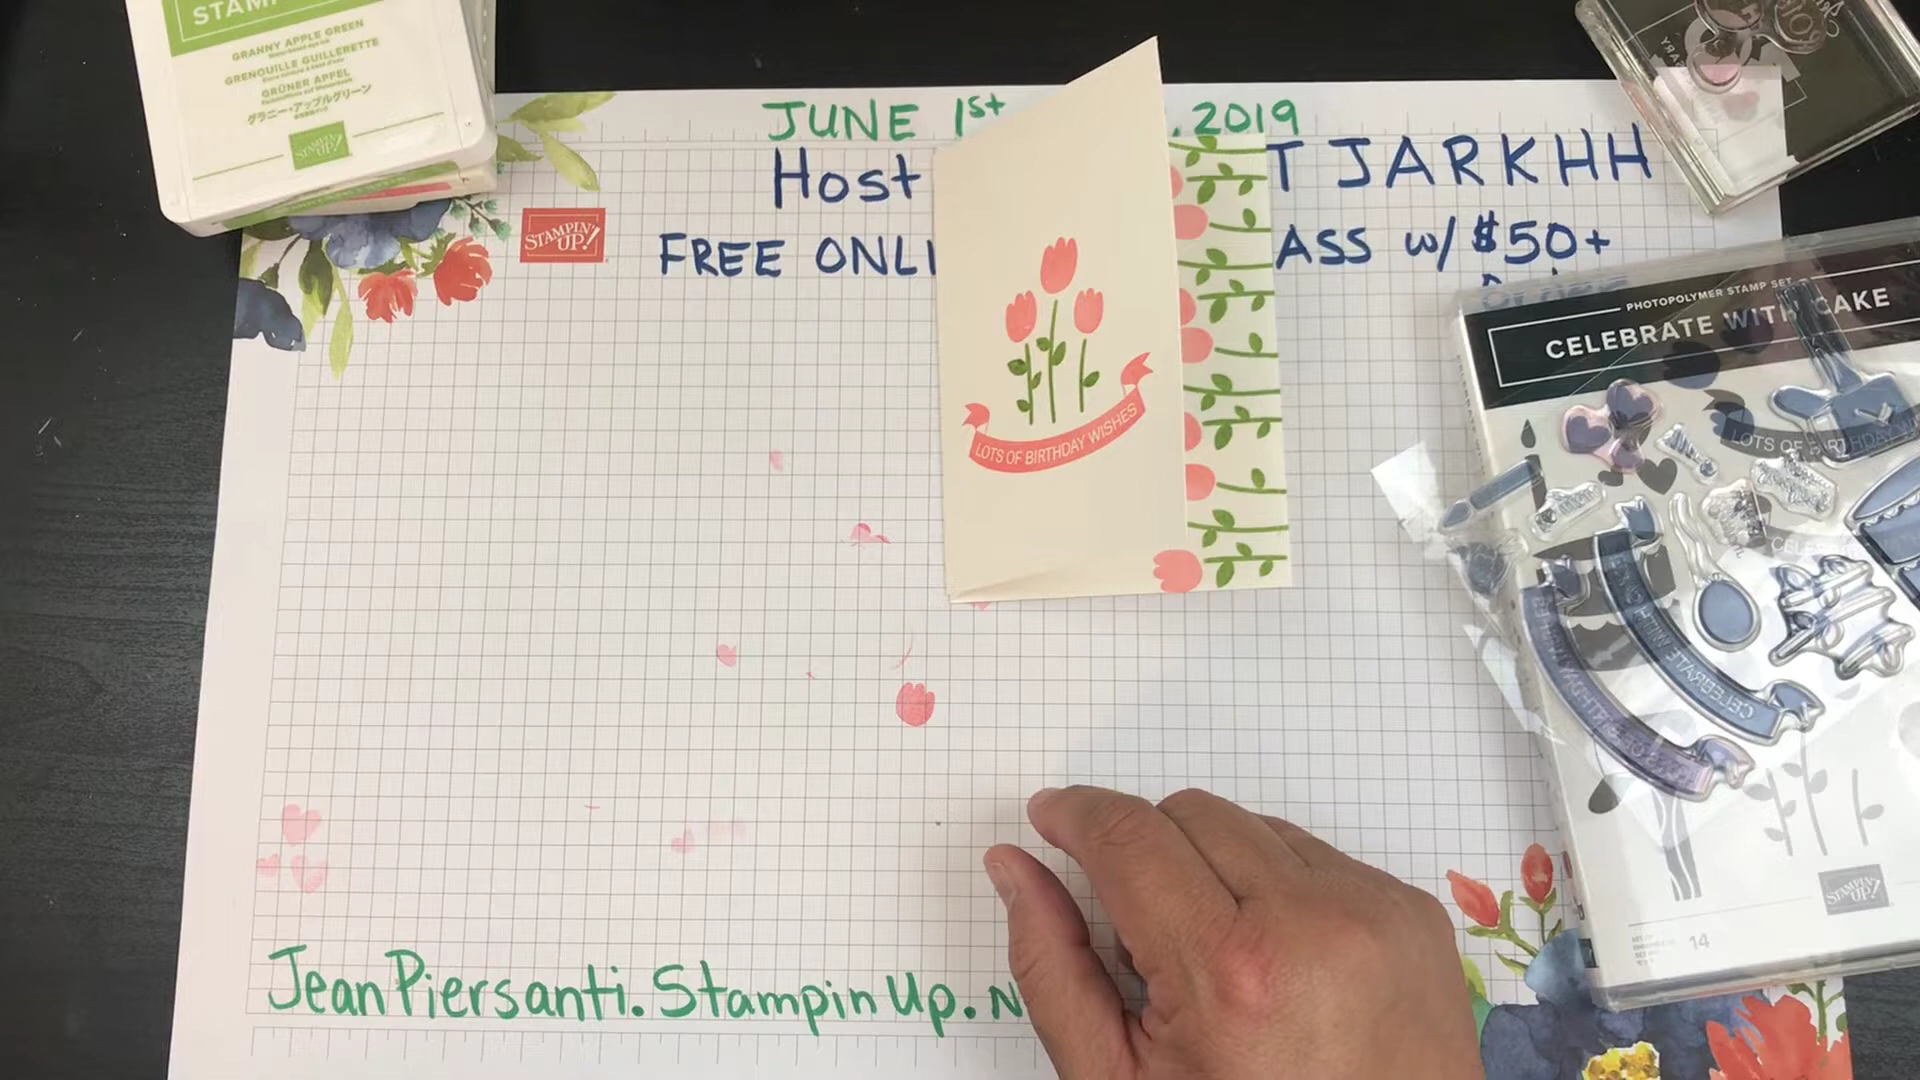 STAM
GRANNY APPLE GREEN
GRENOUILLE GUILLERETTE
GRÜNER APFEL
グラニー・アップルグリーン
STAMPIN' UP!
JUNE 1st .2019
Host T JARKHH
STAMPIN' UP!
FREE ONLI ASS w/ $50+
LOTS OF BIRTHDAY WISHES
PHOTOPOLYMER STAMP SET
CELEBRATE WITH CAKE
LOTS OF BIRTHDAY
CELEBRATE WITH
STAMPIN' UP!
14
JeanPiersanti.StampinUp.N